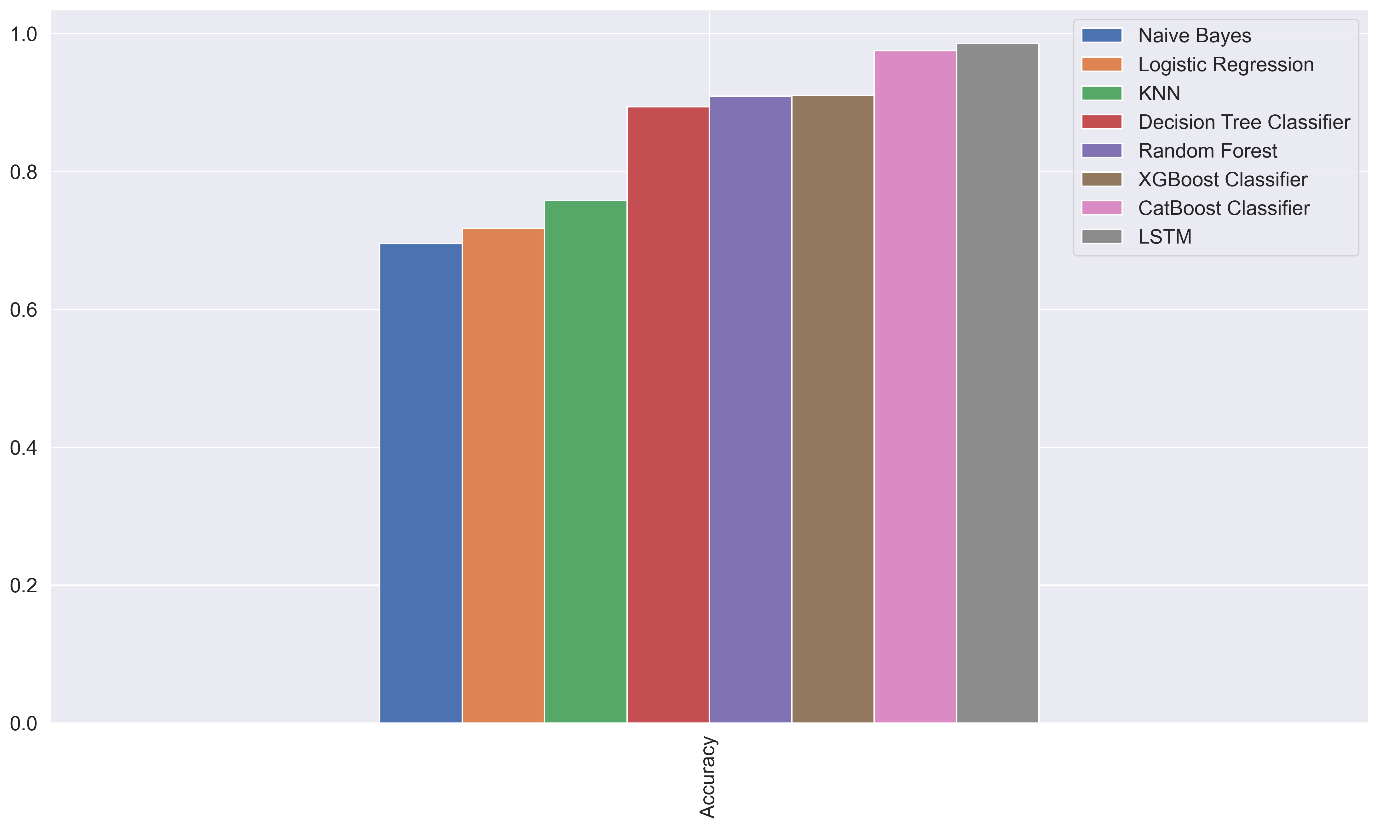 1.0
0.8
0.6
0.4
0.2
0.0
Accuracy
Naive Bayes
Logistic Regression
KNN
Decision Tree Classifier
Random Forest
XGBoost Classifier
CatBoost Classifier
LSTM